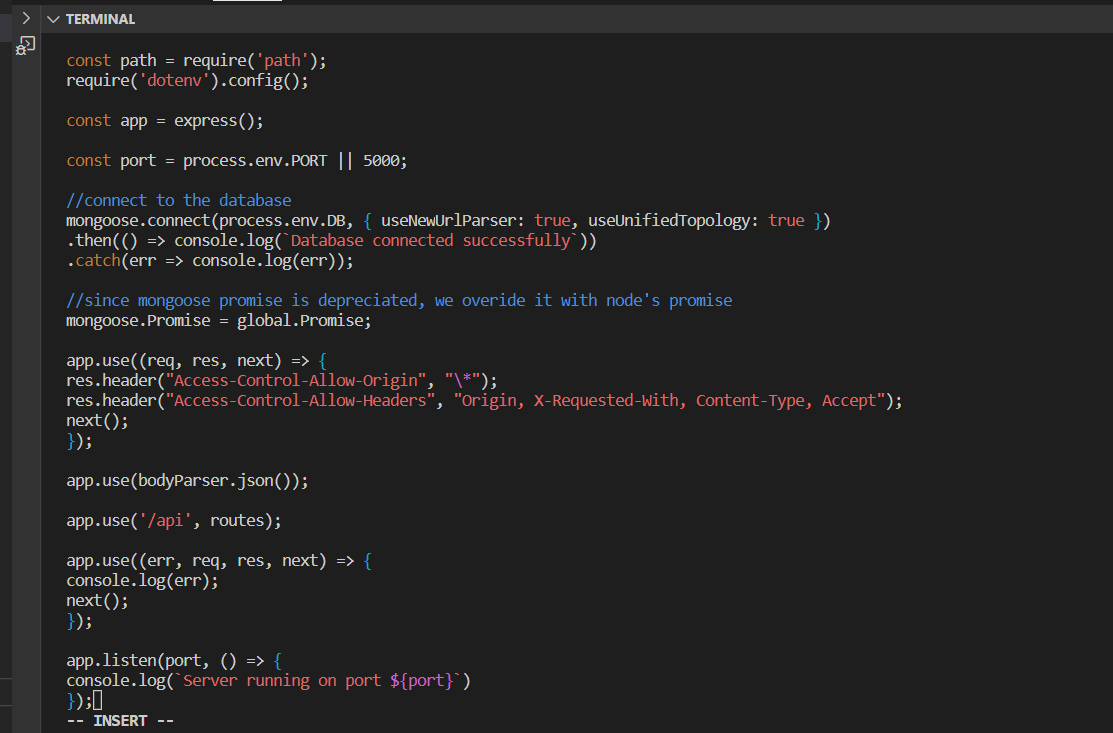 TERMINAL
const path = require('path');
require('dotenv').config();
const app = express();
const port = process.env.PORT || 5000;
//connect to the database
mongoose.connect(process.env.DB, { useNewUrlParser: true, useUnifiedTopology: true })
.then(() => console.log(`Database connected successfully`))
.catch(err => console.log(err));
//since mongoose promise is depreciated, we overide it with node's promise
mongoose.Promise = global.Promise;
app.use((req, res, next) => {
res.header("Access-Control-Allow-Origin", "\*");
res.header("Access-Control-Allow-Headers", "Origin, X-Requested-With, Content-Type, Accept");
next();
});
app.use(bodyParser.json());
app.use('/api', routes);
app.use((err, req, res, next) => {
console.log(err);
next();
});
app.listen(port, () => {
console.log(`Server running on port ${port}`)
});
-- INSERT --